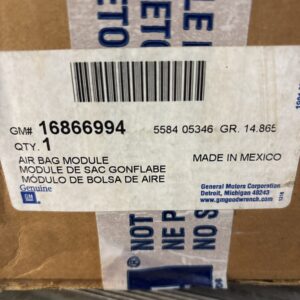 GM# 16866994 5584 05346 GR. 14.865
QTY. 1
AIR BAG MODULE
MODULE DE SAC GONFLABE
MÓDULO DE BOLSA DE AIRE
MADE IN MEXICO
Genuine
GM
General Motors Corporation
Detroit, Michigan 48243
www.gmgoodwrench.com
NOT
NE P
NO S